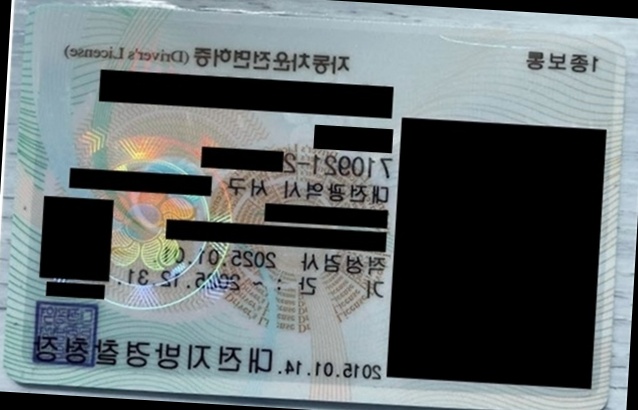 1종보통 자동차운전면허증 (Driver's License)
710921-2
대전광역시 서구
적성검사 2025.01.01.
기 간 : ~ 2025.12.31.
2015.01.14. 대전지방경찰청장